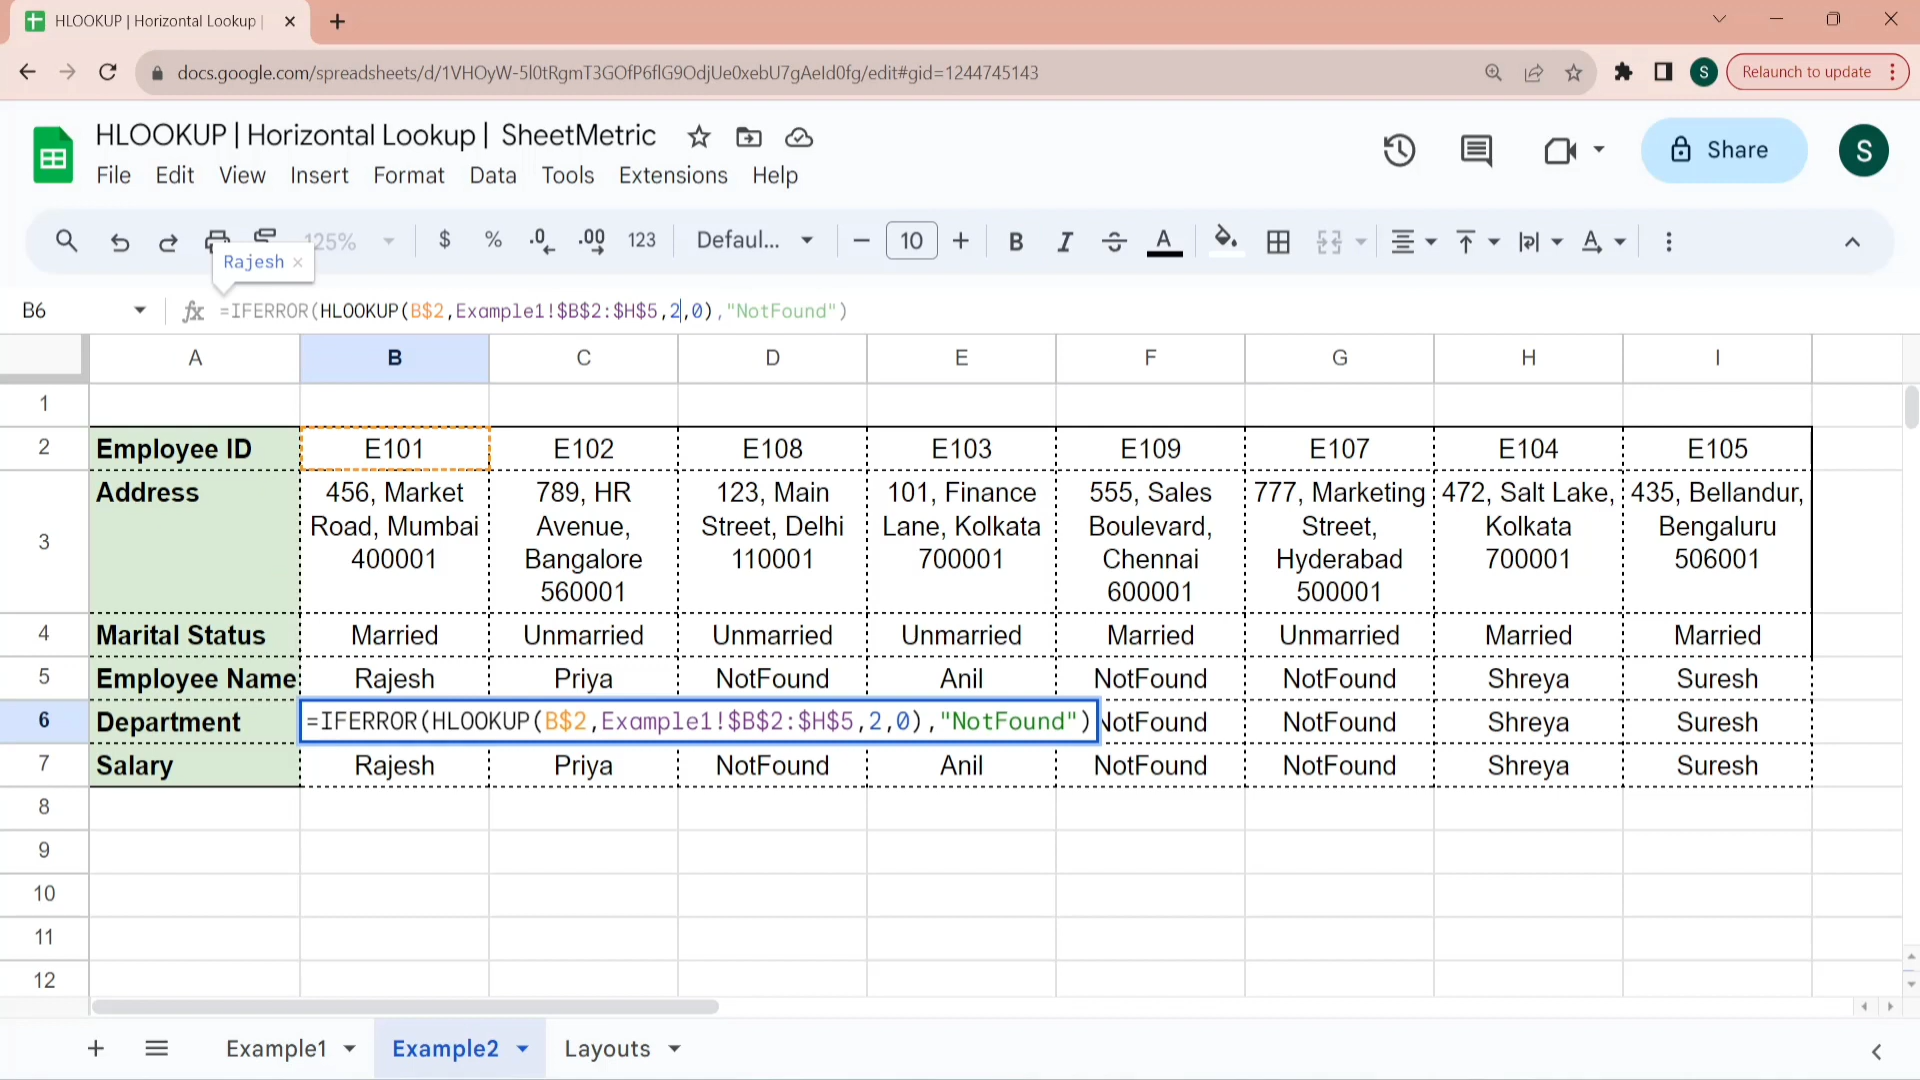 HLOOKUP | Horizontal Lookup |
docs.google.com/spreadsheets/d/1VHOyW-5l0tRgmT3GOfP6flG9OdjUe0xebU7gAeId0fg/edit#gid=1244745143
S
Relaunch to update
HLOOKUP | Horizontal Lookup | SheetMetric
File Edit View Insert Format Data Tools Extensions Help
Share
S
125% $ % .0 .00 123 Defaul... 10 B I A
Rajesh ×
B6 fx =IFERROR(HLOOKUP(B$2,Example1!$B$2:$H$5,2,0),"NotFound")
A B C D E F G H I
1
2 Employee ID E101 E102 E108 E103 E109 E107 E104 E105
3 Address 456, Market Road, Mumbai 400001 789, HR Avenue, Bangalore 560001 123, Main Street, Delhi 110001 101, Finance Lane, Kolkata 700001 555, Sales Boulevard, Chennai 600001 777, Marketing Street, Hyderabad 500001 472, Salt Lake, Kolkata 700001 435, Bellandur, Bengaluru 506001
4 Marital Status Married Unmarried Unmarried Unmarried Married Unmarried Married Married
5 Employee Name Rajesh Priya NotFound Anil NotFound NotFound Shreya Suresh
6 Department =IFERROR(HLOOKUP(B$2,Example1!$B$2:$H$5,2,0),"NotFound") NotFound NotFound Shreya Suresh
7 Salary Rajesh Priya NotFound Anil NotFound NotFound Shreya Suresh
8
9
10
11
12
Example1 Example2 Layouts